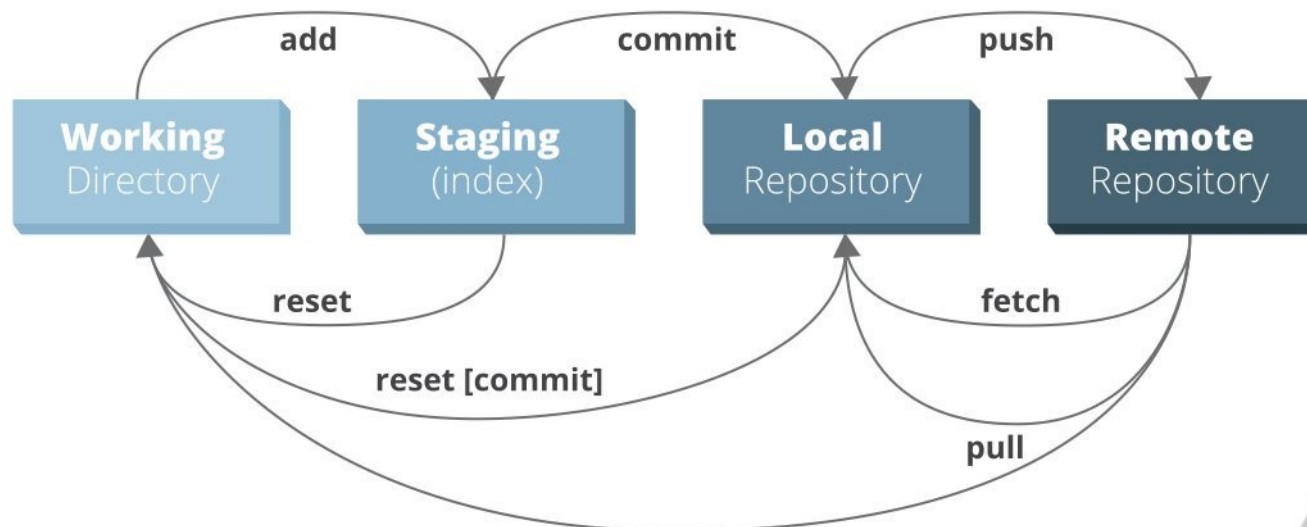 add
commit
push
Working
Directory
Staging
(index)
Local
Repository
Remote
Repository
reset
fetch
reset [commit]
pull